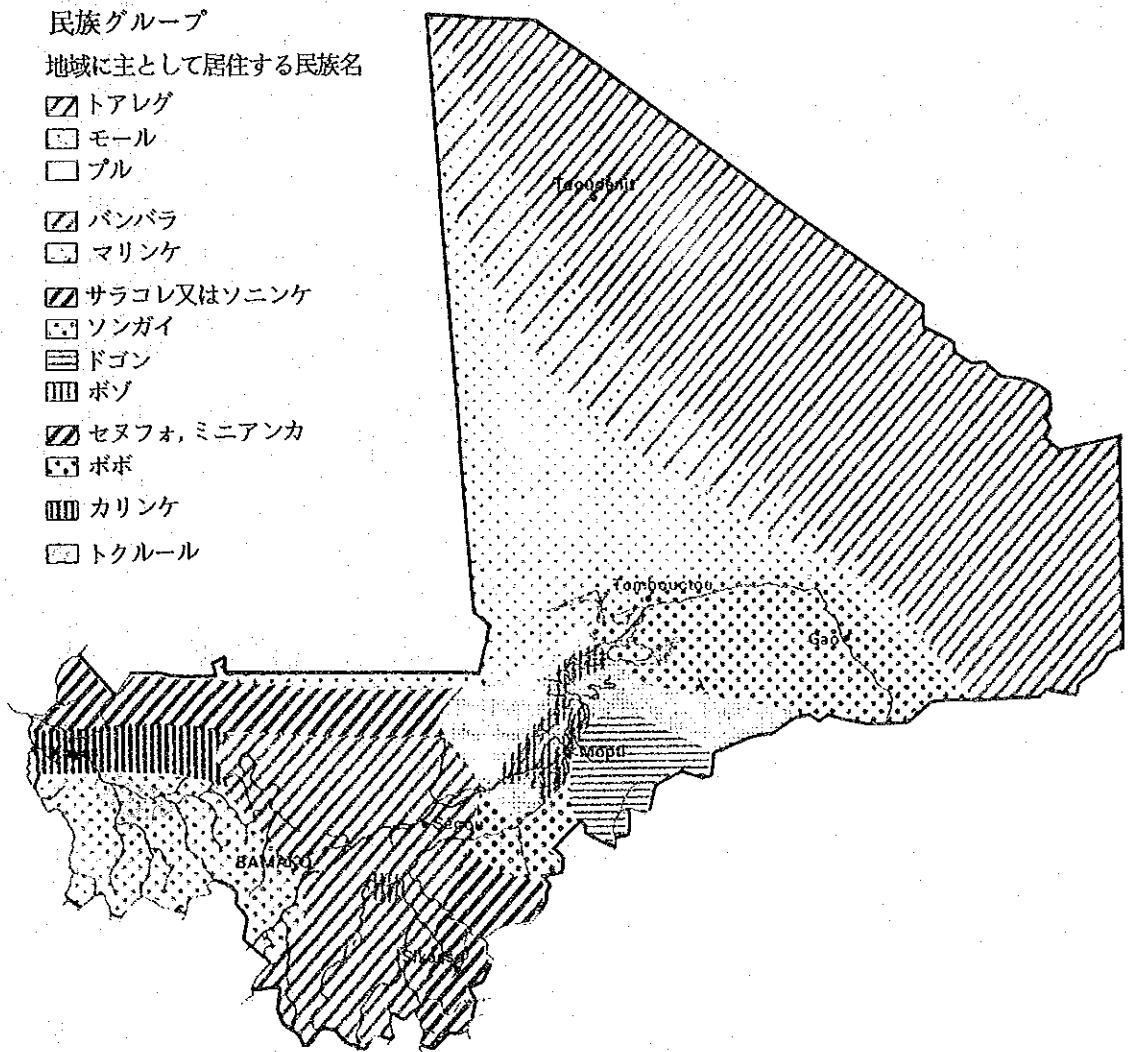 民族グループ
地域に主として居住する民族名
トアレグ
モール
プル
バンバラ
マリンケ
サラコレ又はソニンケ
ソンガイ
ドゴン
ボゾ
セヌフォ, ミニアンカ
ボボ
カリンケ
トクルール
Taoudenit
Tombouctou
Gao
Mopti
Ségou
BAMAKO
Sikasso